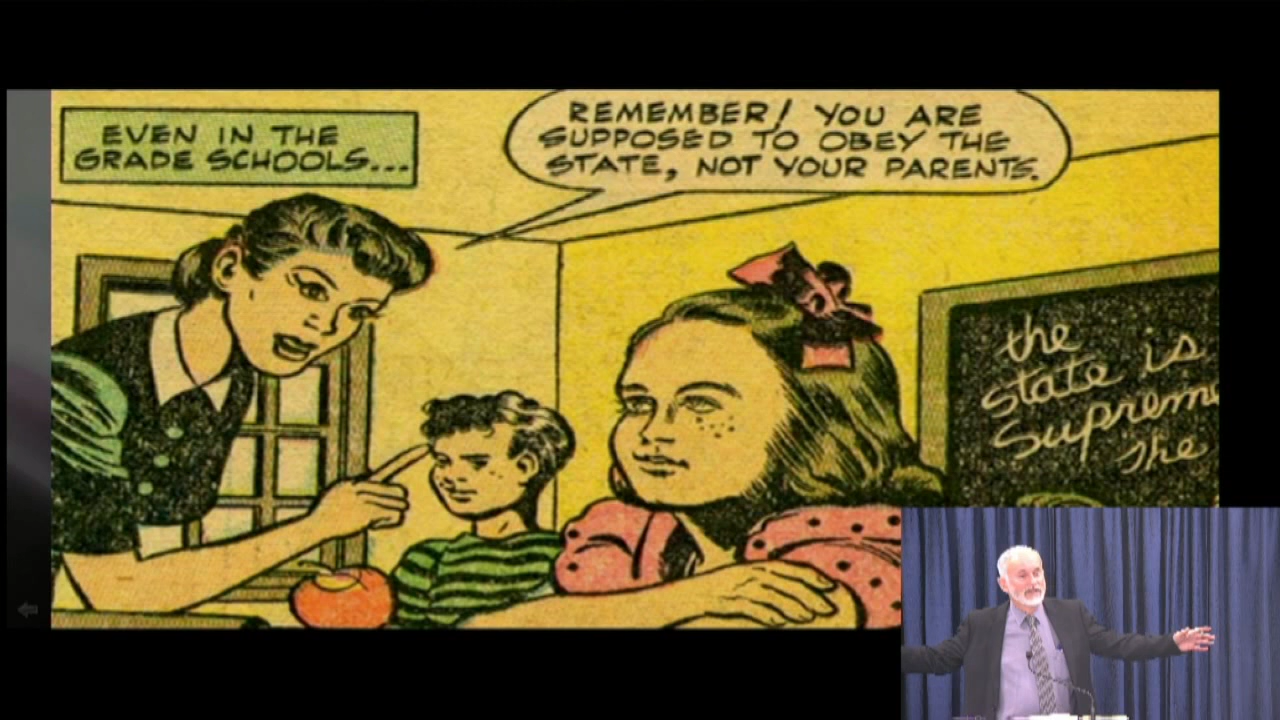 EVEN IN THE
GRADE SCHOOLS...
REMEMBER! YOU ARE
SUPPOSED TO OBEY THE
STATE, NOT YOUR PARENTS.
the
state is
Supreme
The